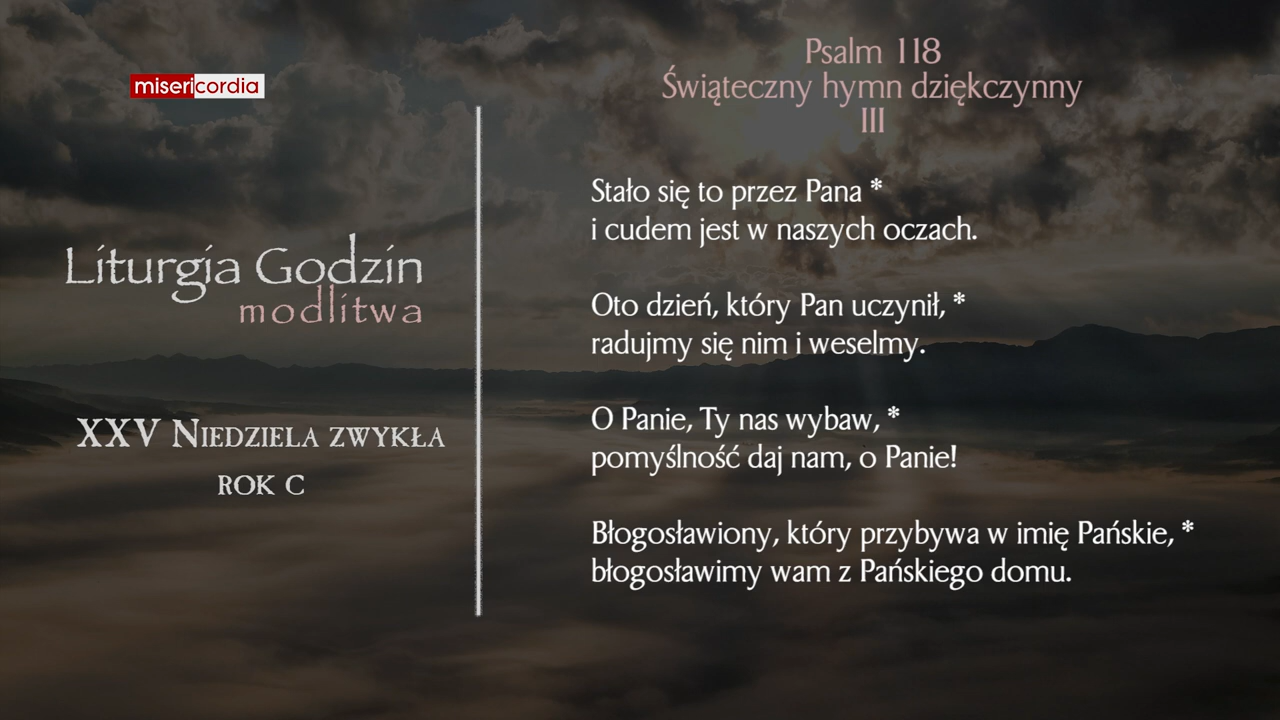 misericordia
Liturgia Godzin
modlitwa
XXV Niedziela zwykła
rok C
Psalm 118
Świąteczny hymn dziękczynny
III
Stało się to przez Pana *
i cudem jest w naszych oczach.
Oto dzień, który Pan uczynił, *
radujmy się nim i weselmy.
O Panie, Ty nas wybaw, *
pomyślność daj nam, o Panie!
Błogosławiony, który przybywa w imię Pańskie, *
błogosławimy wam z Pańskiego domu.